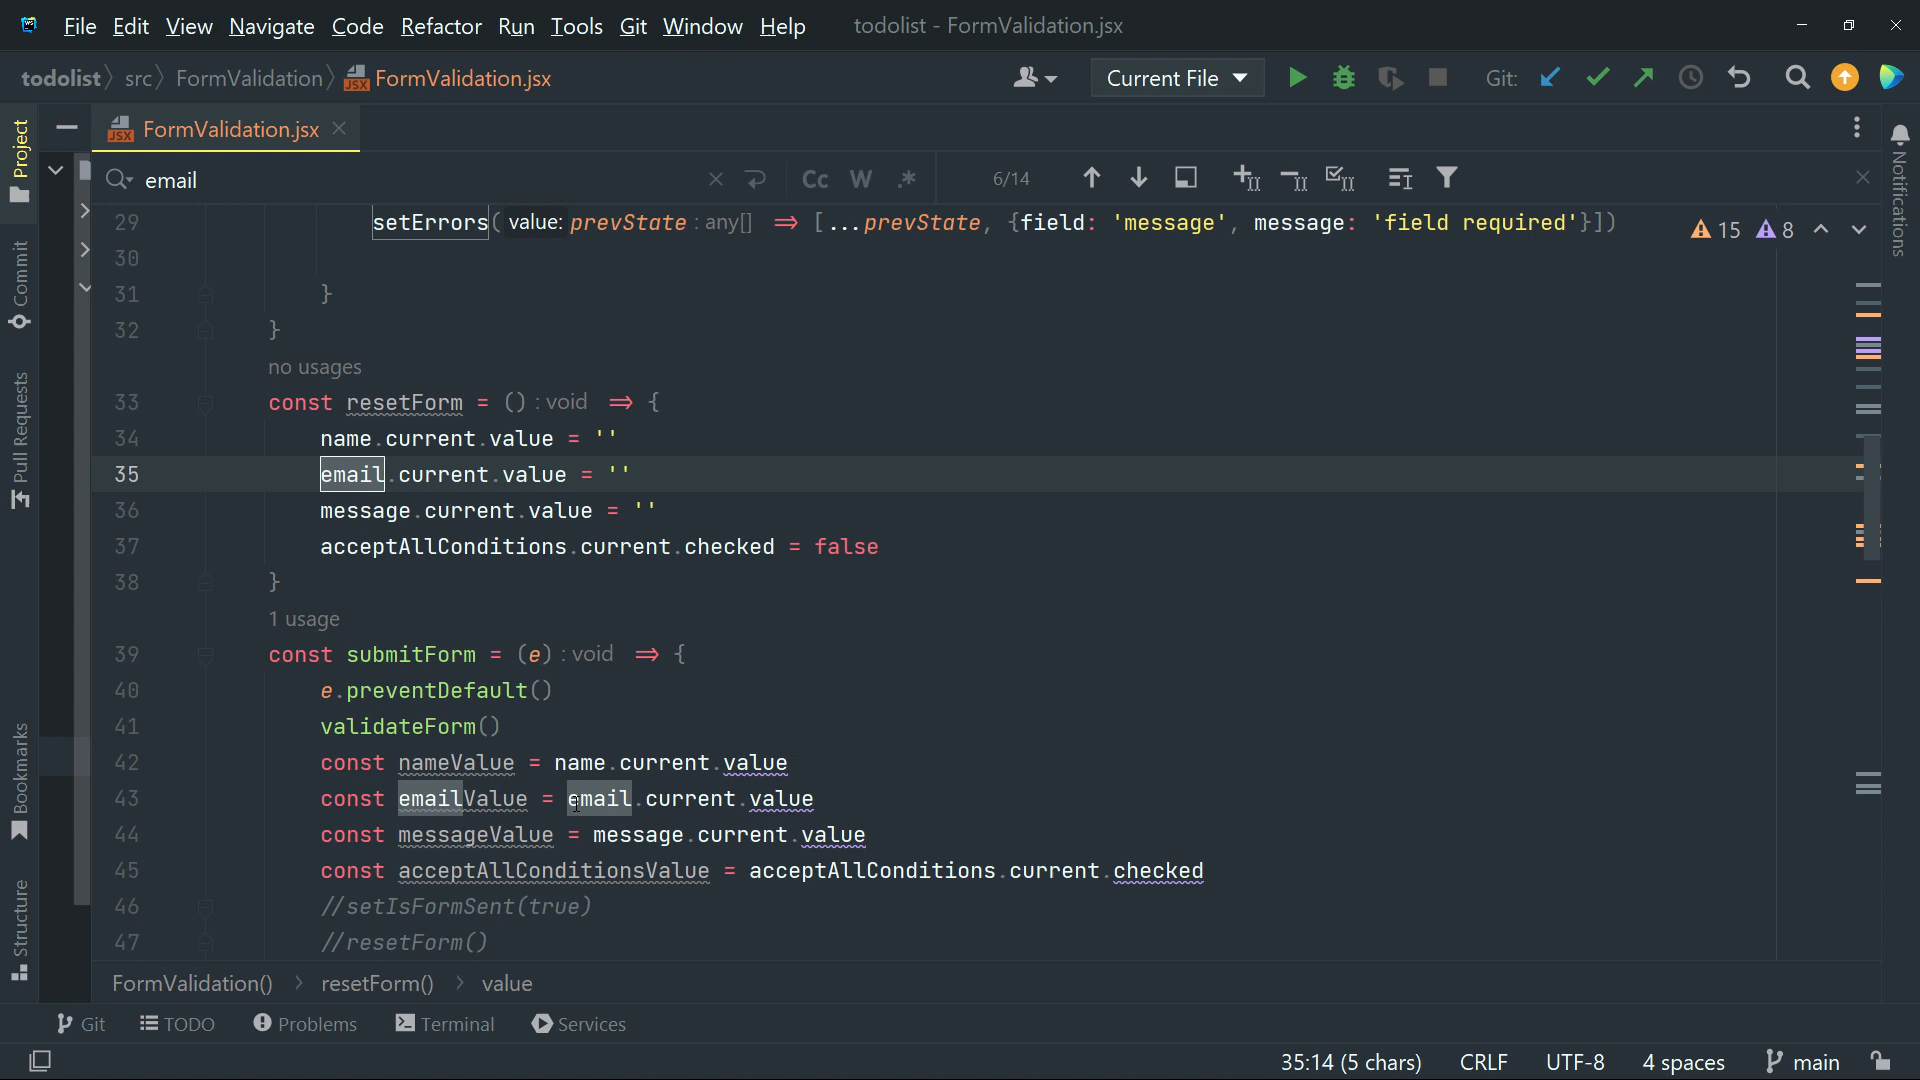 File Edit View Navigate Code Refactor Run Tools Git Window Help todolist - FormValidation.jsx
todolist src FormValidation FormValidation.jsx Current File Git:
FormValidation.jsx
email Cc W .* 6/14
29 setErrors( value: prevState : any[] => [...prevState, {field: 'message', message: 'field required'}]) 15 8
30
31 }
32 }
no usages
33 const resetForm = () : void => {
34 name.current.value = ''
35 email.current.value = ''
36 message.current.value = ''
37 acceptAllConditions.current.checked = false
38 }
1 usage
39 const submitForm = (e) : void => {
40 e.preventDefault()
41 validateForm()
42 const nameValue = name.current.value
43 const emailValue = email.current.value
44 const messageValue = message.current.value
45 const acceptAllConditionsValue = acceptAllConditions.current.checked
46 //setIsFormSent(true)
47 //resetForm()
FormValidation() resetForm() value
Git TODO Problems Terminal Services
35:14 (5 chars) CRLF UTF-8 4 spaces main
Project
Commit
Pull Requests
Bookmarks
Structure
Notifications